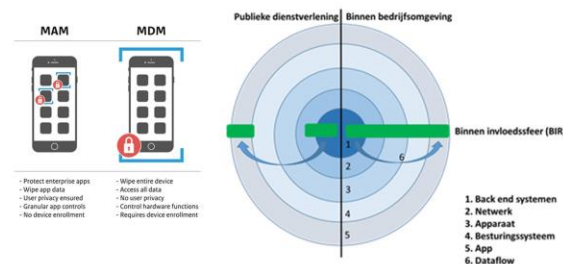 MAM
MDM
- Protect enterprise apps
- Wipe app data
- User privacy ensured
- Granular app controls
- No device enrollment
- Wipe entire device
- Access all data
- No user privacy
- Control hardware functions
- Requires device enrollment
Publieke dienstverlening
Binnen bedrijfsomgeving
Binnen invloedssfeer (BIR
1
2
3
4
5
6
1. Back end systemen
2. Netwerk
3. Apparaat
4. Besturingssysteem
5. App
6. Dataflow